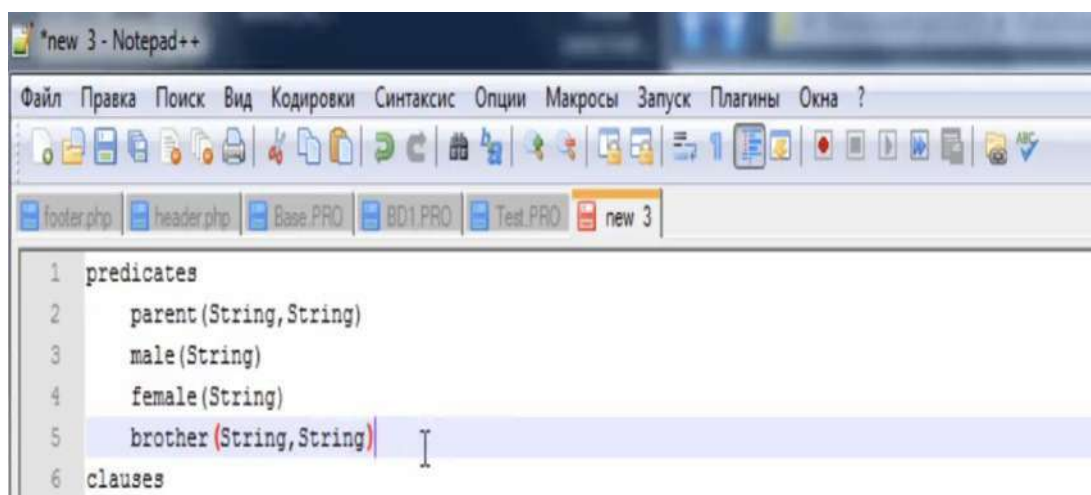 *new 3 - Notepad++
Файл Правка Поиск Вид Кодировки Синтаксис Опции Макросы Запуск Плагины Окна ?
footer.php header.php Base.PRO BD1.PRO Test.PRO new 3
1 predicates
2 parent(String,String)
3 male(String)
4 female(String)
5 brother(String,String)
6 clauses